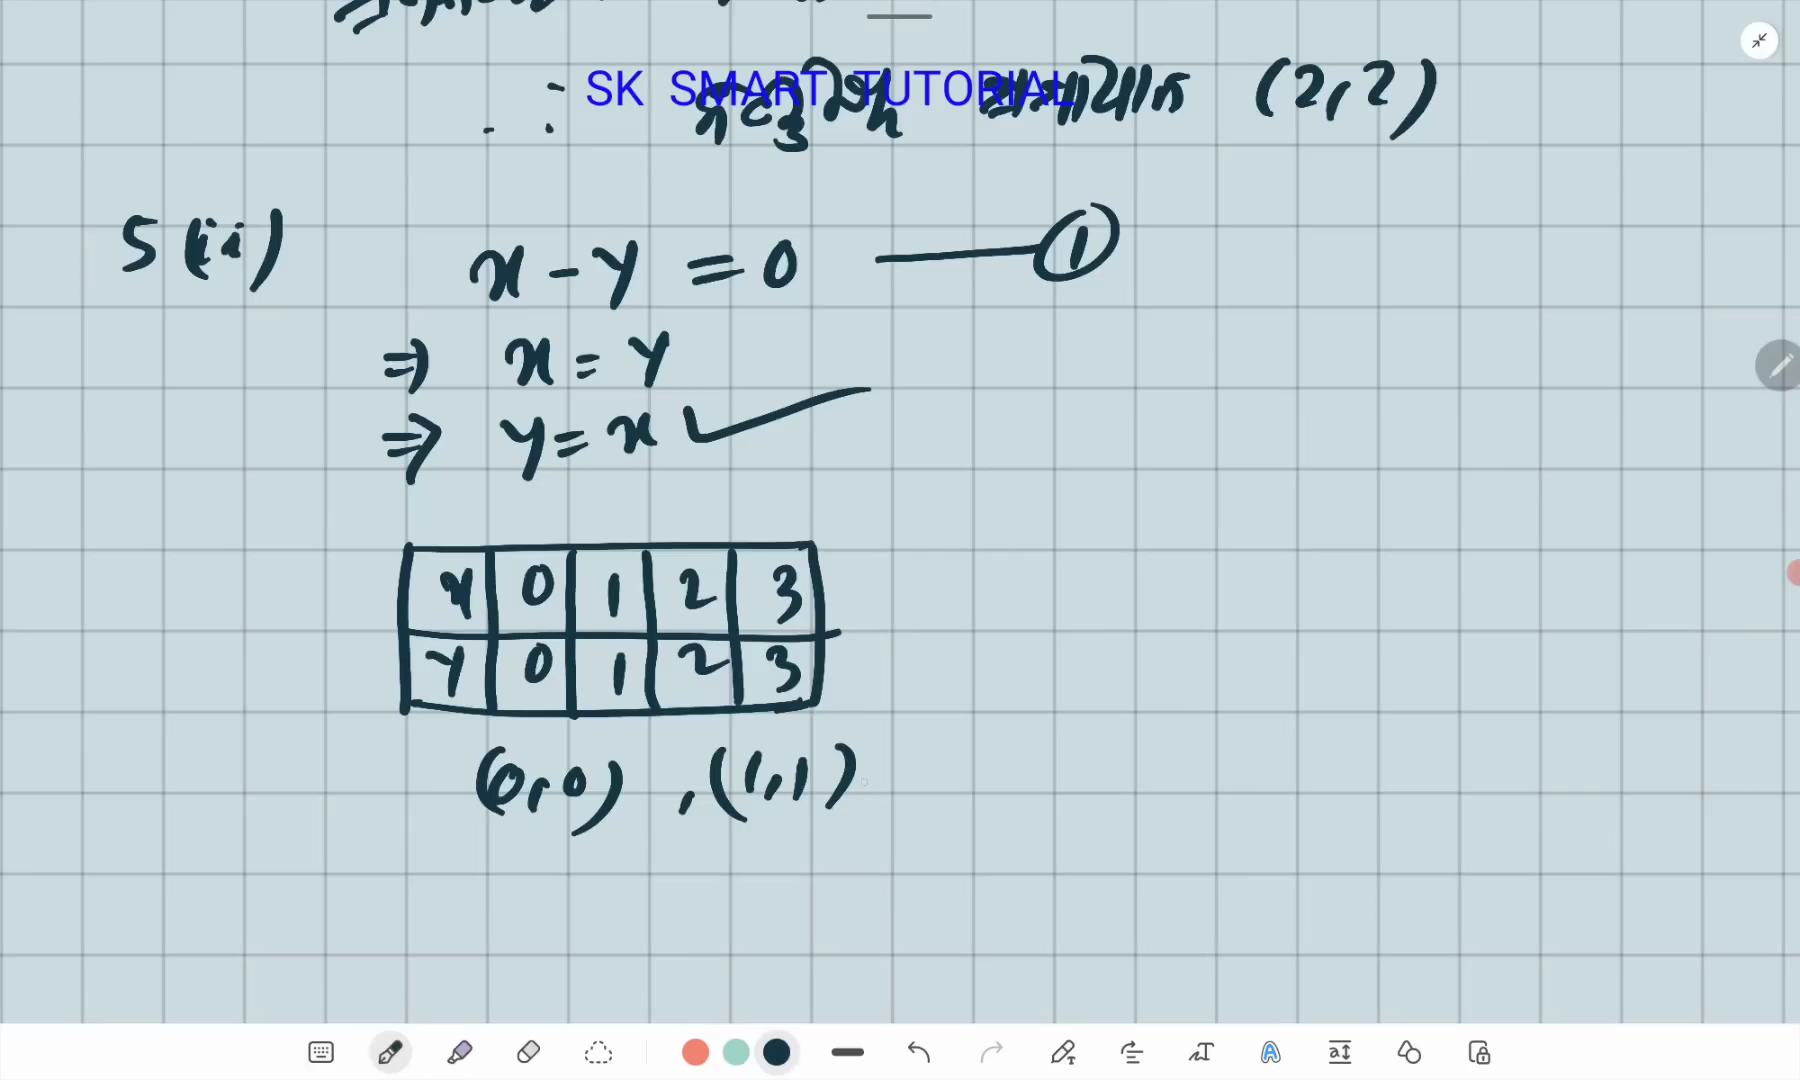 SK SMART TUTORIAL
∴ (2, 2)
5 (ii) x - y = 0 —— ①
⇒ x = y
⇒ y = x ✓
x 0 1 2 3
y 0 1 2 3
(0, 0) , (1, 1)